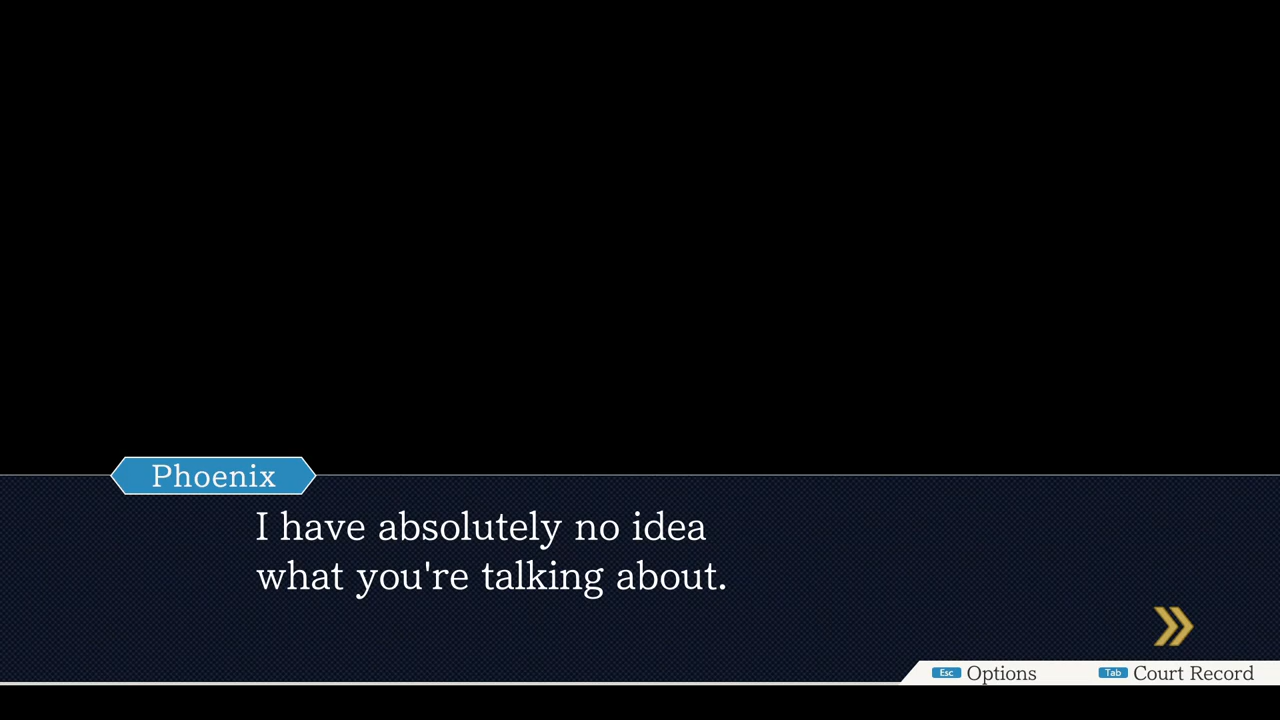 Phoenix
I have absolutely no idea
what you're talking about.
Esc Options Tab Court Record